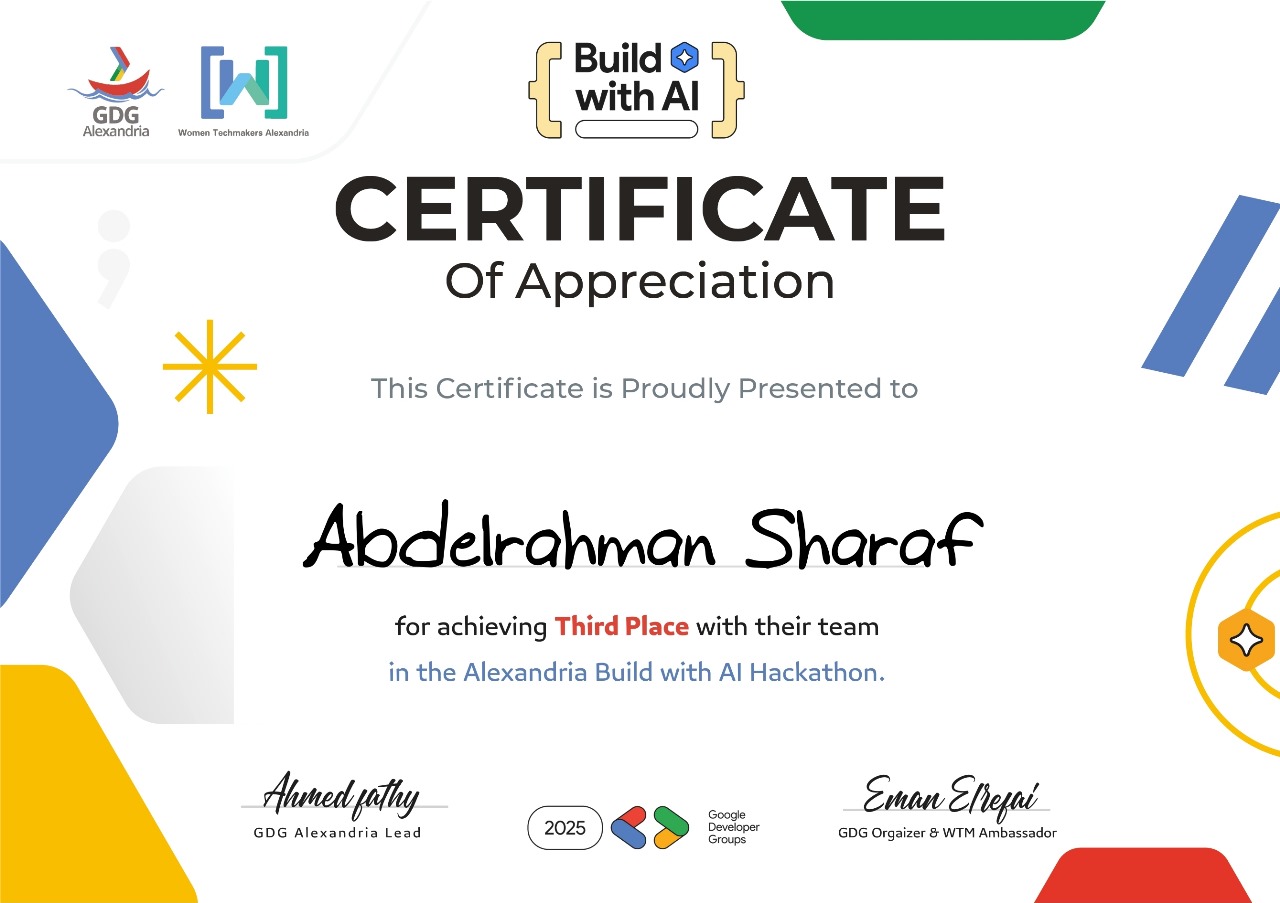 GDG
Alexandria
Women Techmakers Alexandria
Build
with AI
CERTIFICATE
Of Appreciation
This Certificate is Proudly Presented to
Abdelrahman Sharaf
for achieving Third Place with their team
in the Alexandria Build with AI Hackathon.
Ahmed fathy
GDG Alexandria Lead
2025
Google
Developer
Groups
Eman Elrefai
GDG Orgaizer & WTM Ambassador